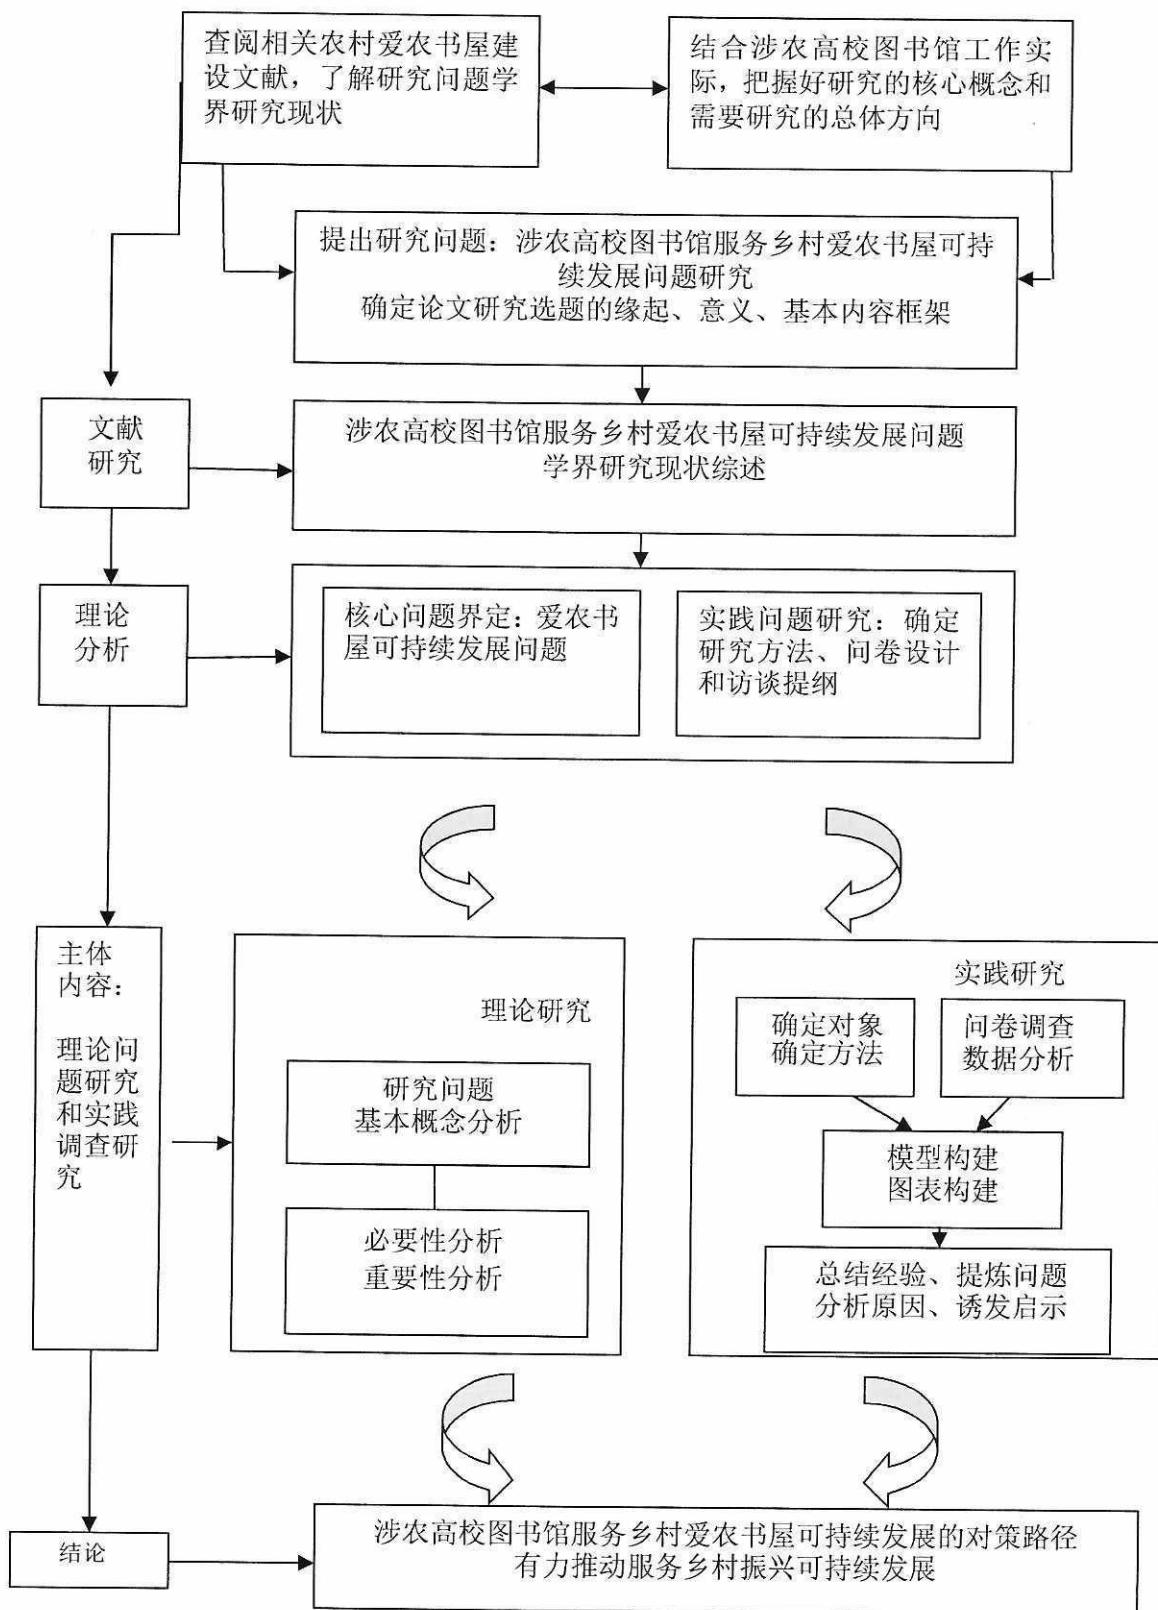 查阅相关农村爱农书屋建
设文献，了解研究问题学
界研究现状
结合涉农高校图书馆工作实
际，把握好研究的核心概念和
需要研究的总体方向
提出研究问题：涉农高校图书馆服务乡村爱农书屋可持
续发展问题研究
确定论文研究选题的缘起、意义、基本内容框架
文献
研究
涉农高校图书馆服务乡村爱农书屋可持续发展问题
学界研究现状综述
理论
分析
核心问题界定：爱农书
屋可持续发展问题
实践问题研究：确定
研究方法、问卷设计
和访谈提纲
主体
内容：
理论问
题研究
和实践
调查研
究
理论研究
研究问题
基本概念分析
必要性分析
重要性分析
实践研究
确定对象
确定方法
问卷调查
数据分析
模型构建
图表构建
总结经验、提炼问题
分析原因、诱发启示
结论
涉农高校图书馆服务乡村爱农书屋可持续发展的对策路径
有力推动服务乡村振兴可持续发展